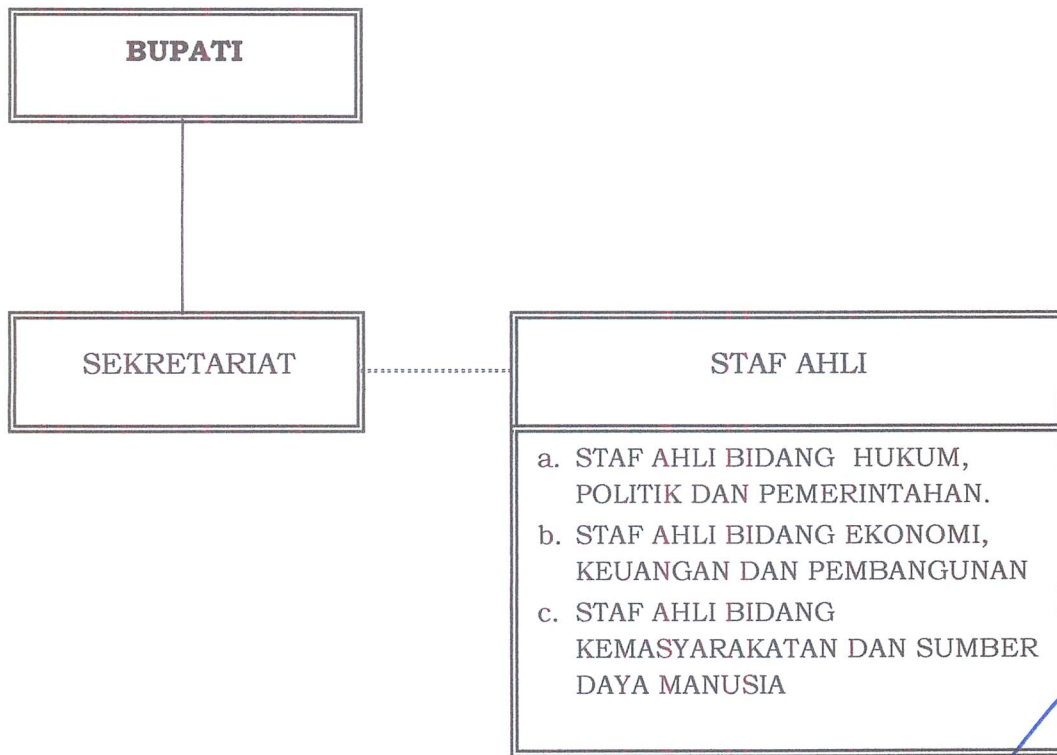 BUPATI
SEKRETARIAT
STAF AHLI
a. STAF AHLI BIDANG HUKUM,
POLITIK DAN PEMERINTAHAN.
b. STAF AHLI BIDANG EKONOMI,
KEUANGAN DAN PEMBANGUNAN
c. STAF AHLI BIDANG
KEMASYARAKATAN DAN SUMBER
DAYA MANUSIA